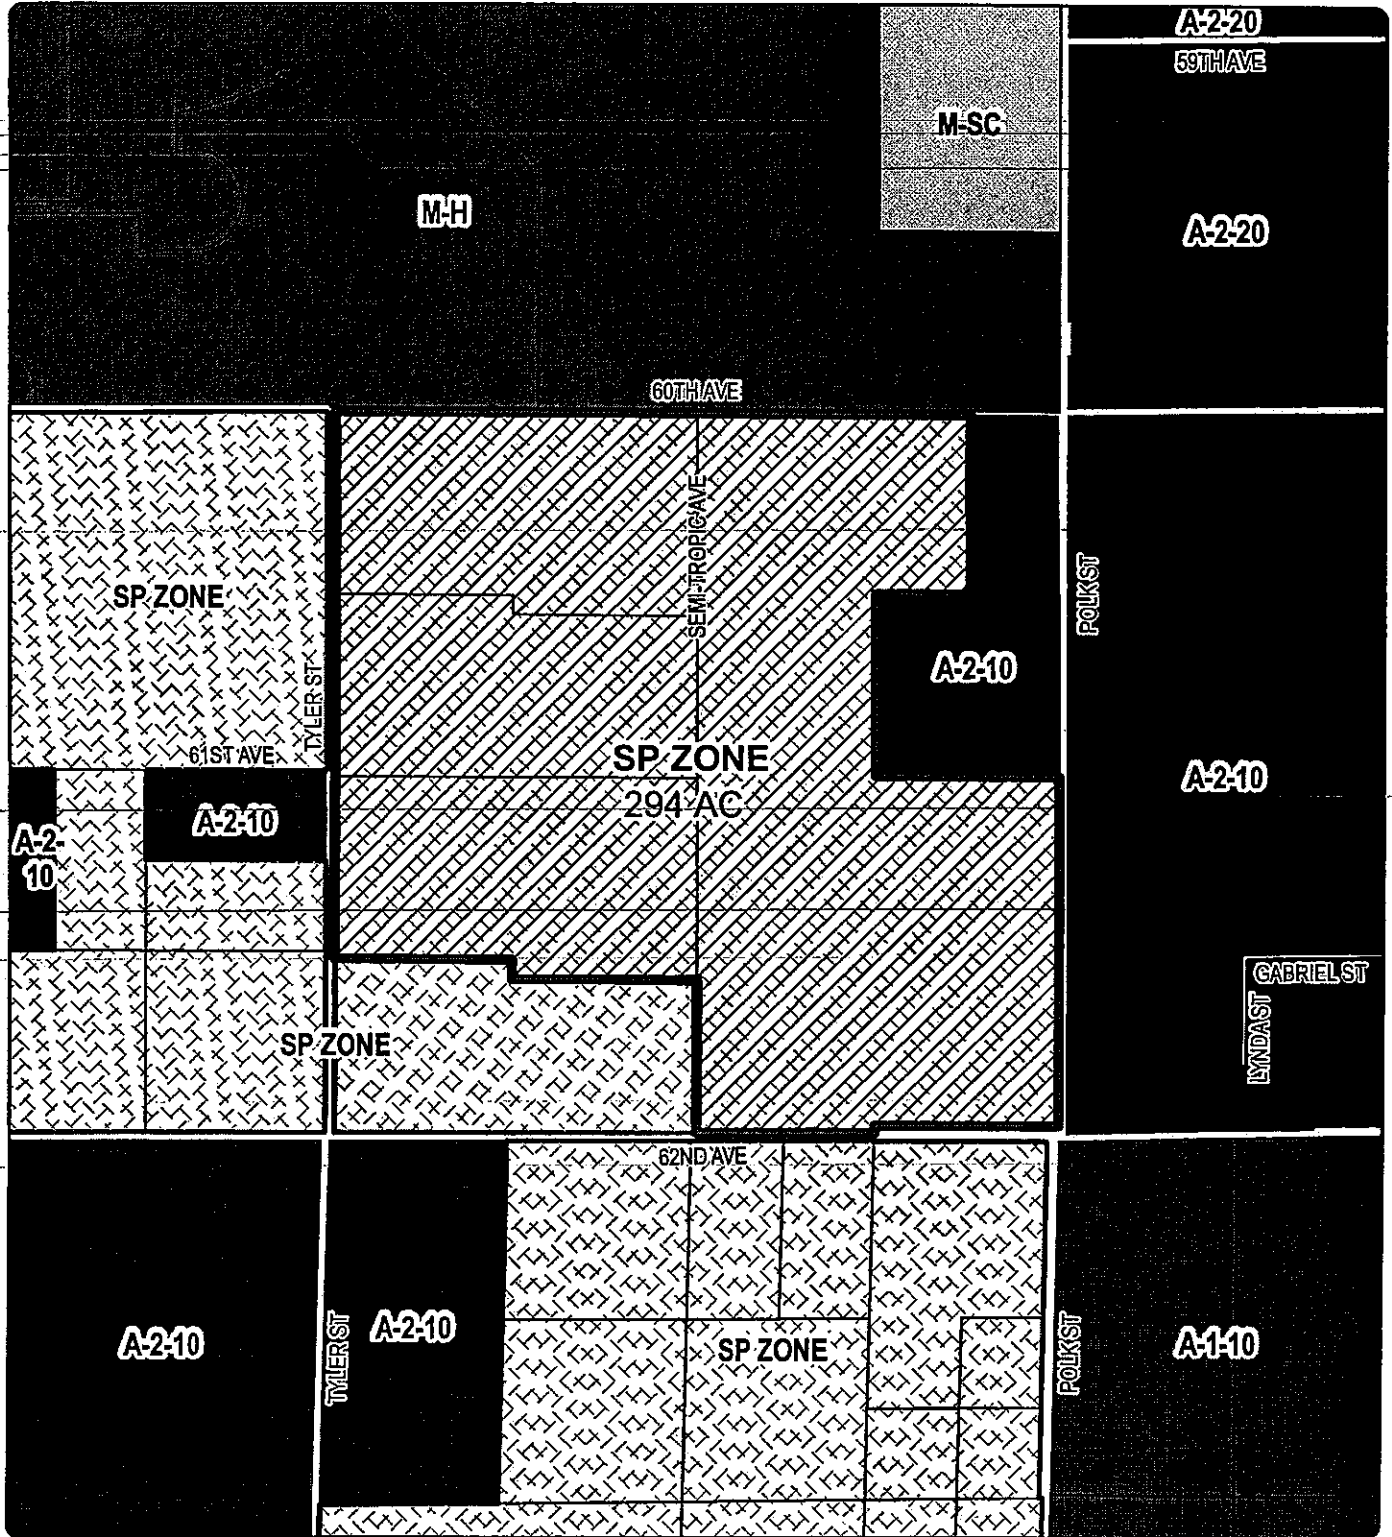 A-2-20
59TH AVE
M-SC
M-H
A-2-20
60TH AVE
SEMI-TROPIC AVE
POLK ST
SP ZONE
A-2-10
TYLER ST
61ST AVE
SP ZONE
294 AC
A-2-10
A-2-10
A-2-
10
GABRIEL ST
LYNDA ST
SP ZONE
62ND AVE
A-2-10
TYLER ST
A-2-10
SP ZONE
POLK ST
A-1-10